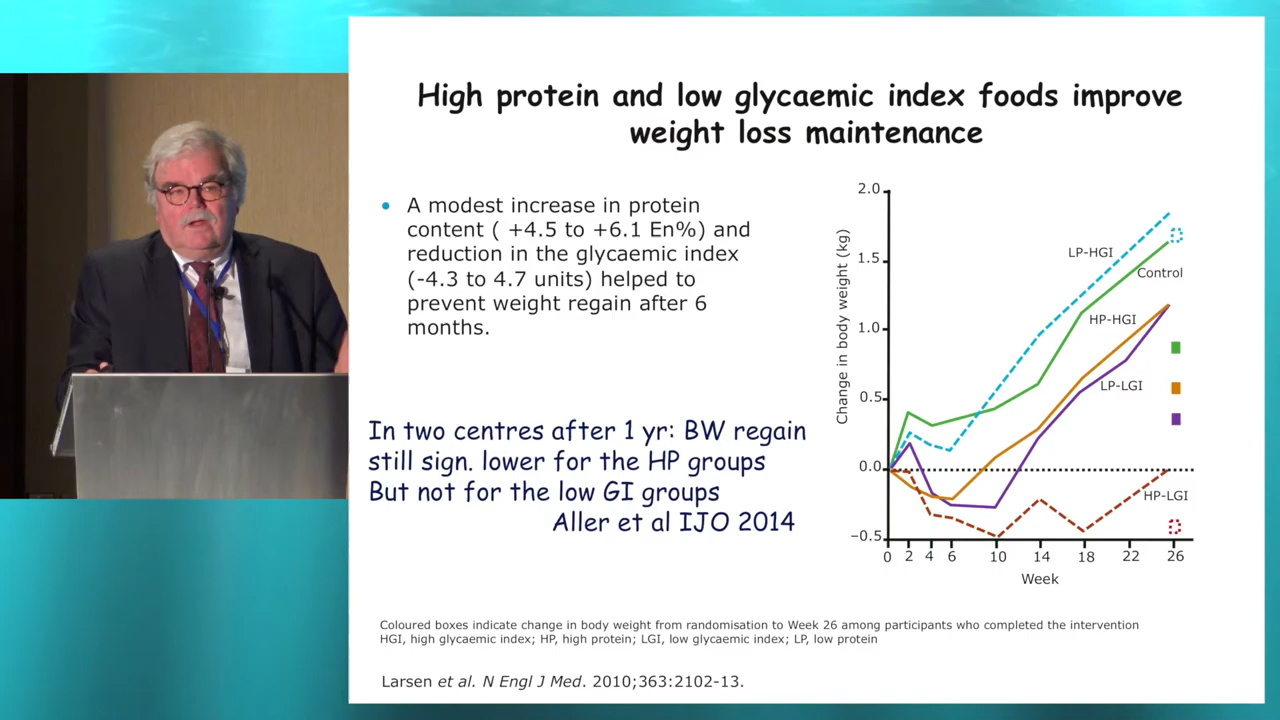 High protein and low glycaemic index foods improve
weight loss maintenance
• A modest increase in protein
content ( +4.5 to +6.1 En%) and
reduction in the glycaemic index
(-4.3 to 4.7 units) helped to
prevent weight regain after 6
months.
In two centres after 1 yr: BW regain
still sign. lower for the HP groups
But not for the low GI groups
Aller et al IJO 2014
Change in body weight (kg)
2.0
1.5
1.0
0.5
0.0
−0.5
LP-HGI
Control
HP-HGI
LP-LGI
HP-LGI
0 2 4 6 10 14 18 22 26
Week
Coloured boxes indicate change in body weight from randomisation to Week 26 among participants who completed the intervention
HGI, high glycaemic index; HP, high protein; LGI, low glycaemic index; LP, low protein
Larsen et al. N Engl J Med. 2010;363:2102-13.